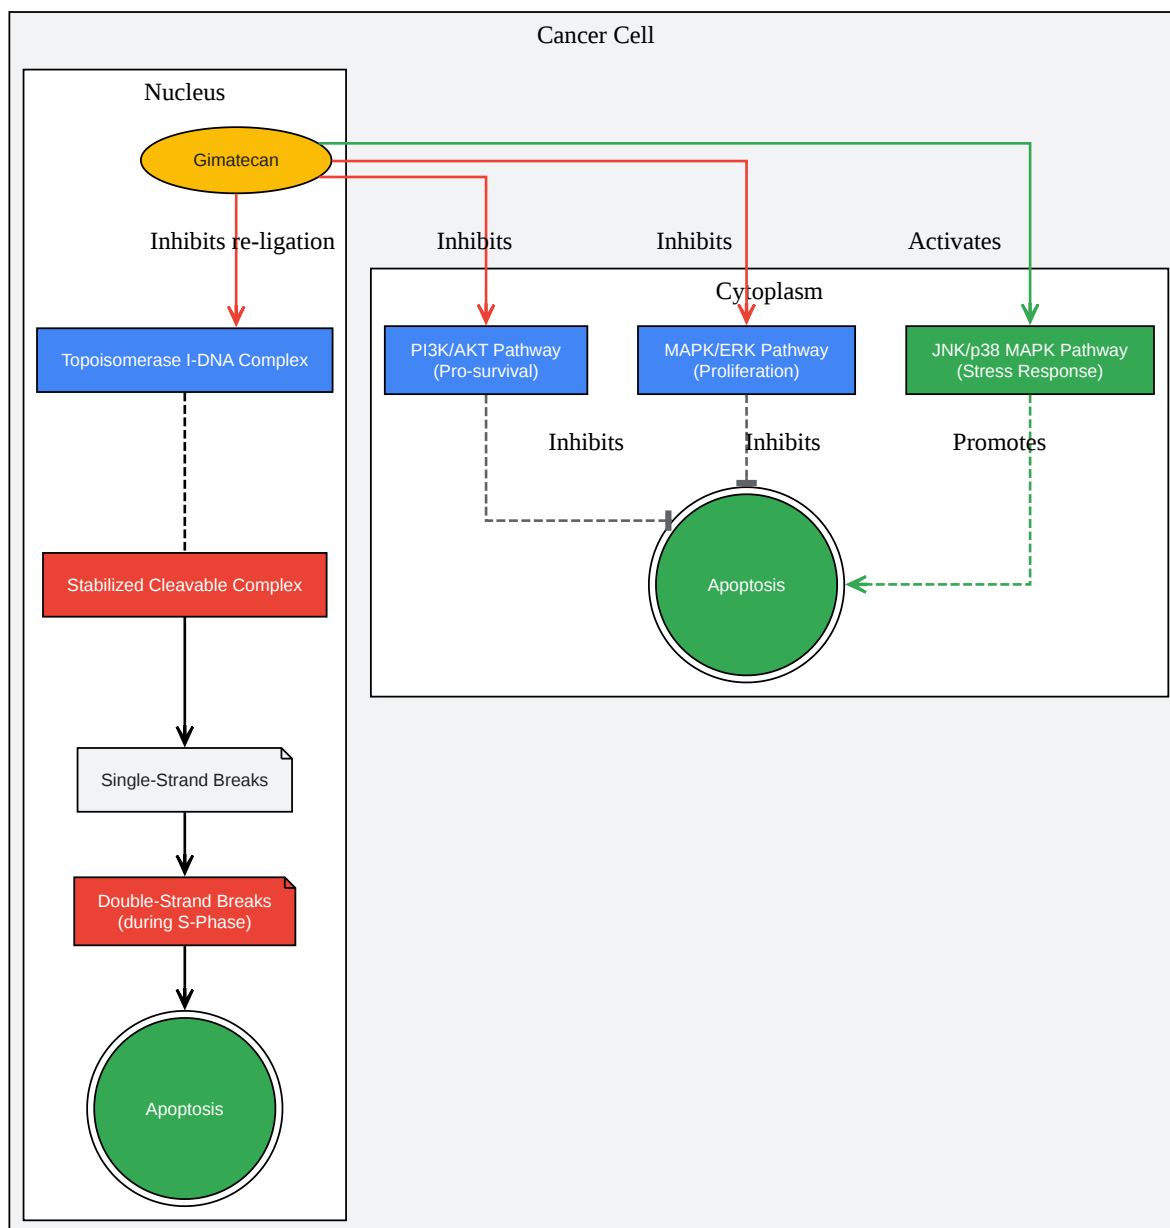 Cancer Cell
Nucleus
Gimatecan
Inhibits re-ligation
Inhibits
Inhibits
Activates
Cytoplasm
Topoisomerase I-DNA Complex
PI3K/AKT Pathway
(Pro-survival)
MAPK/ERK Pathway
(Proliferation)
JNK/p38 MAPK Pathway
(Stress Response)
Inhibits
Inhibits
Promotes
Stabilized Cleavable Complex
Apoptosis
Single-Strand Breaks
Double-Strand Breaks
(during S-Phase)
Apoptosis